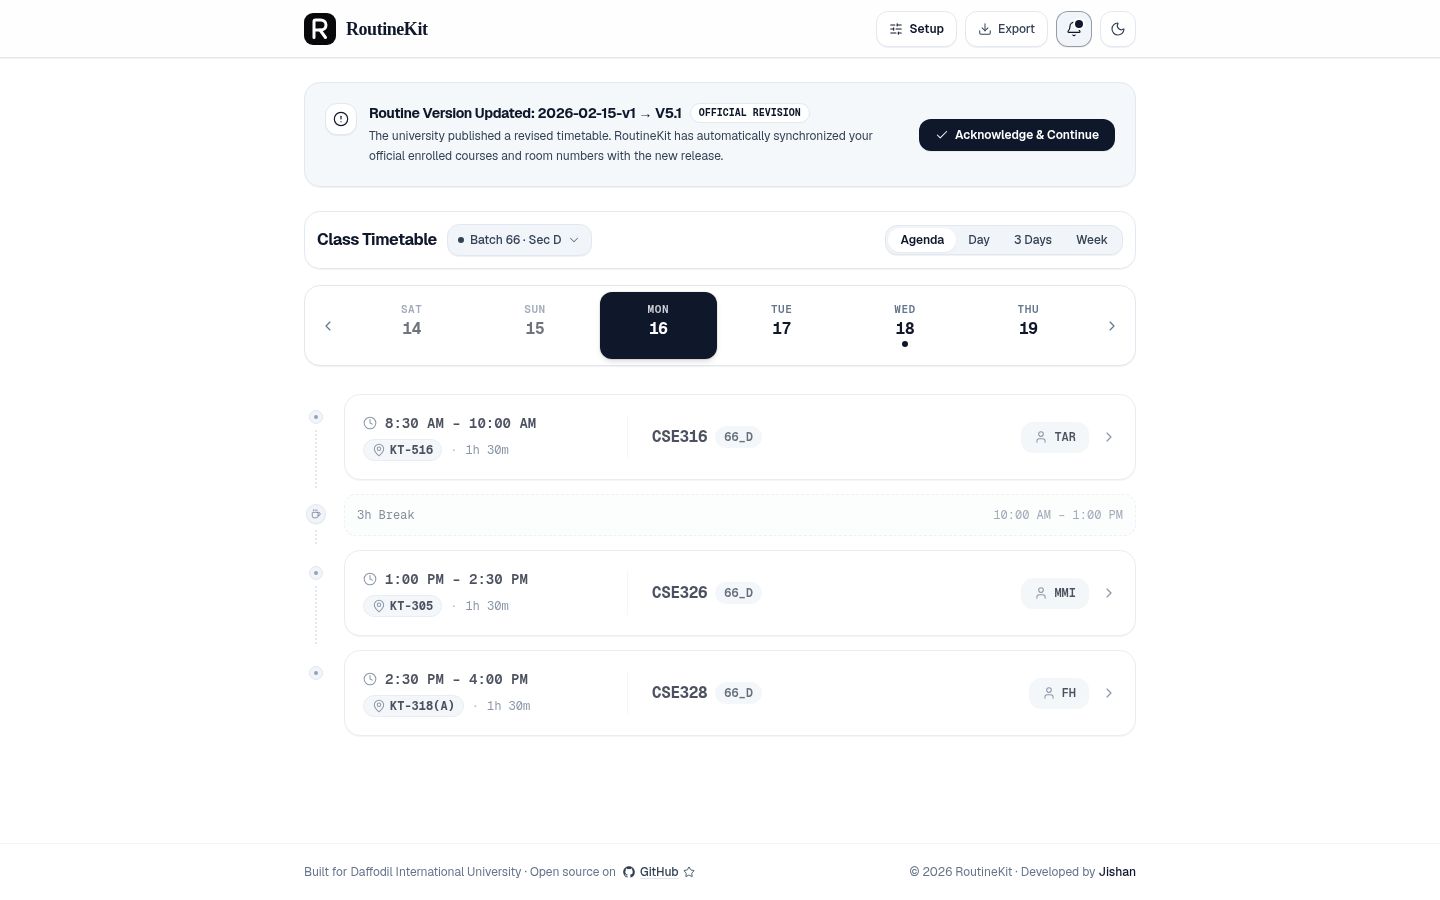 R RoutineKit
Setup
Export
Routine Version Updated: 2026-02-15-v1 → V5.1 OFFICIAL REVISION
The university published a revised timetable. RoutineKit has automatically synchronized your
official enrolled courses and room numbers with the new release.
Acknowledge & Continue
Class Timetable
Batch 66 · Sec D
Agenda
Day
3 Days
Week
SAT
14
SUN
15
MON
16
TUE
17
WED
18
THU
19
8:30 AM – 10:00 AM
KT-516 · 1h 30m
CSE316 66_D
TAR
3h Break
10:00 AM – 1:00 PM
1:00 PM – 2:30 PM
KT-305 · 1h 30m
CSE326 66_D
MMI
2:30 PM – 4:00 PM
KT-318(A) · 1h 30m
CSE328 66_D
FH
Built for Daffodil International University · Open source on GitHub
© 2026 RoutineKit · Developed by Jishan